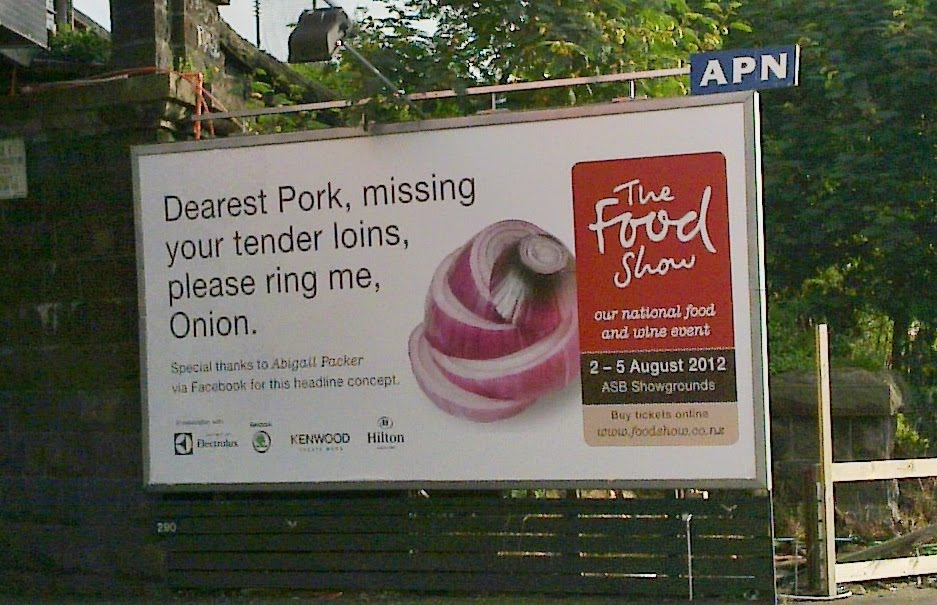 APN
Dearest Pork, missing
your tender loins,
please ring me,
Onion.
Special thanks to Abigail Packer
via Facebook for this headline concept.
Electrolux
KENWOOD
Hilton
The
Food
Show
our national food
and wine event
2 – 5 August 2012
ASB Showgrounds
Buy tickets online
www.foodshow.co.nz
290